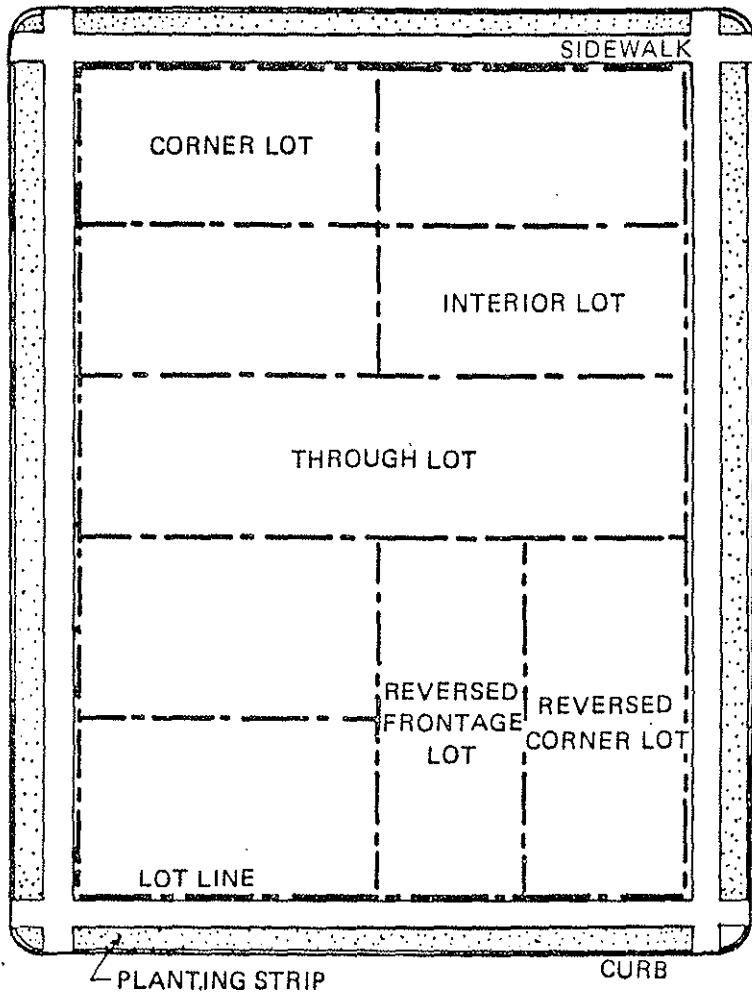 SIDEWALK
CORNER LOT
INTERIOR LOT
THROUGH LOT
REVERSED
FRONTAGE
LOT
REVERSED
CORNER LOT
LOT LINE
PLANTING STRIP
CURB